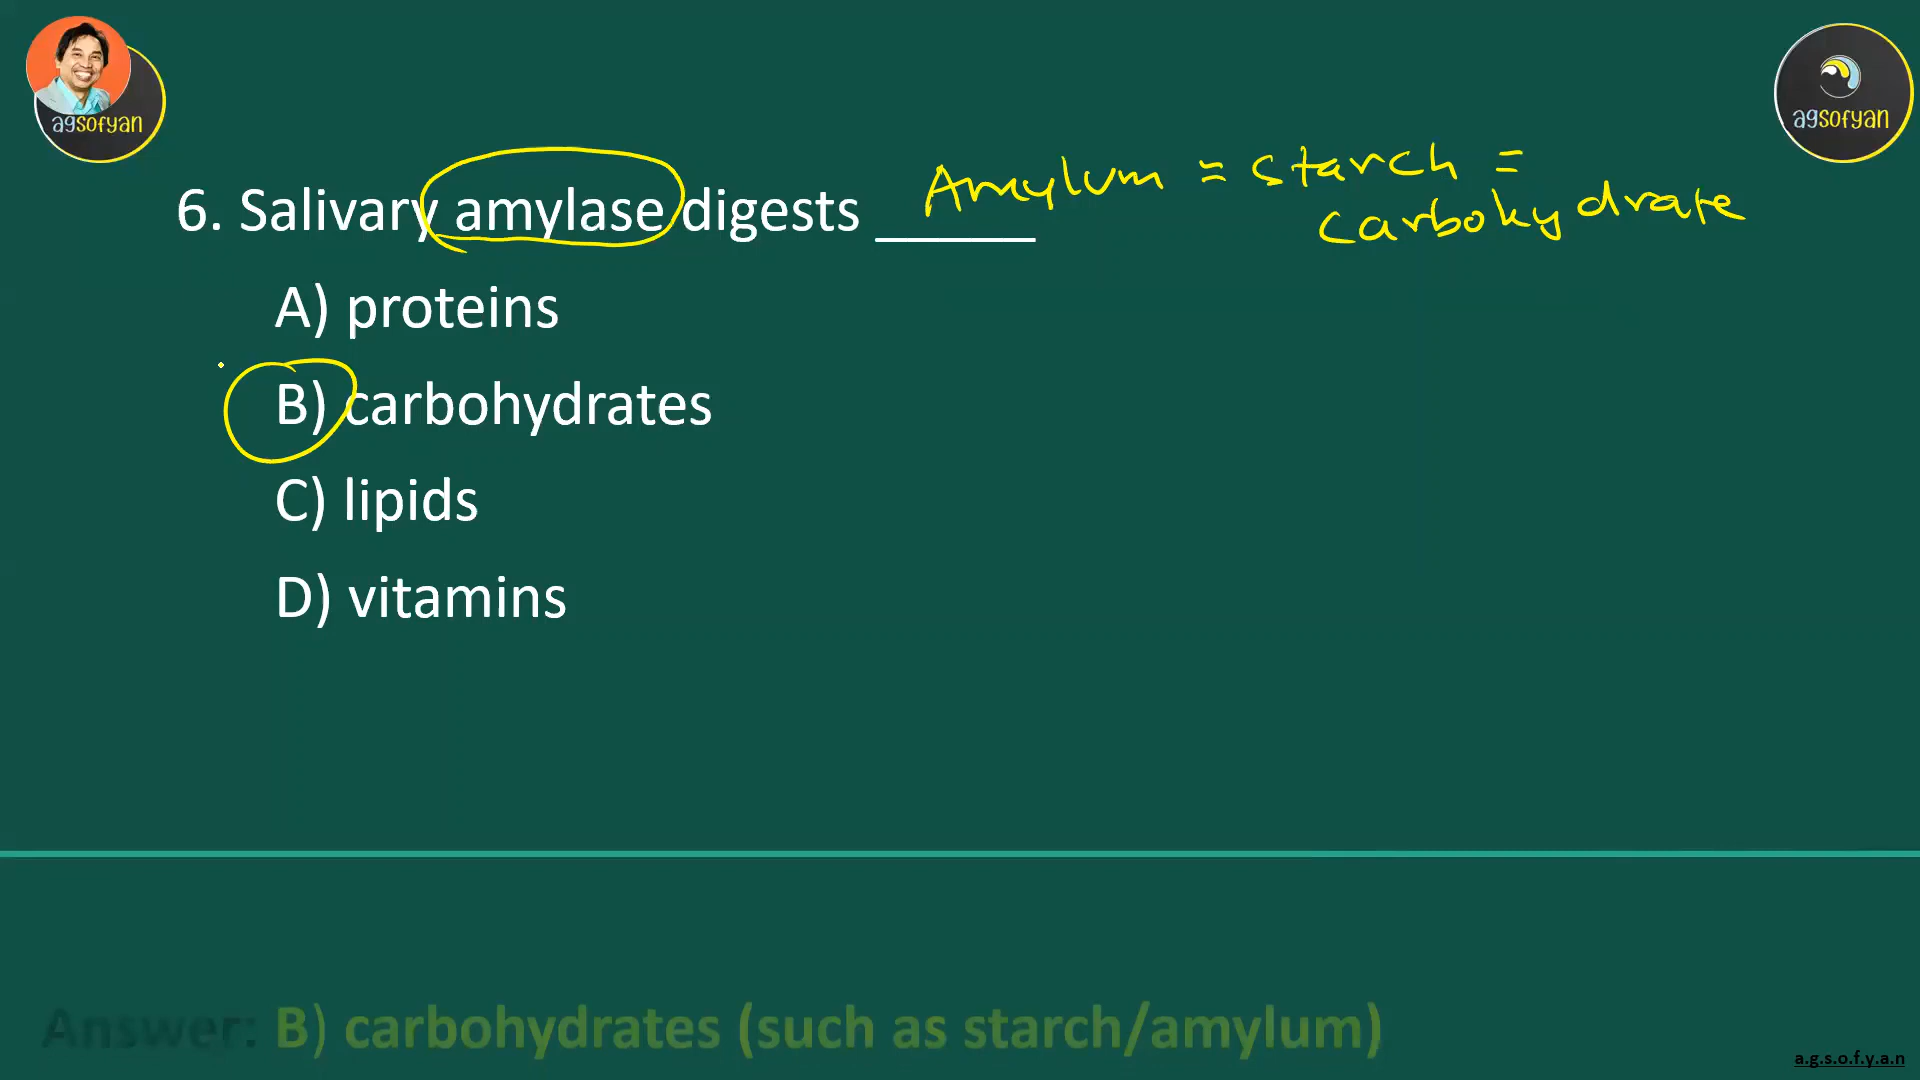 agsofyan
agsofyan
Amylum = starch =
carbohydrate
6. Salivary amylase digests ______
A) proteins
B) carbohydrates
C) lipids
D) vitamins
Answer: B) carbohydrates (such as starch/amylum)
a.g.s.o.f.y.a.n